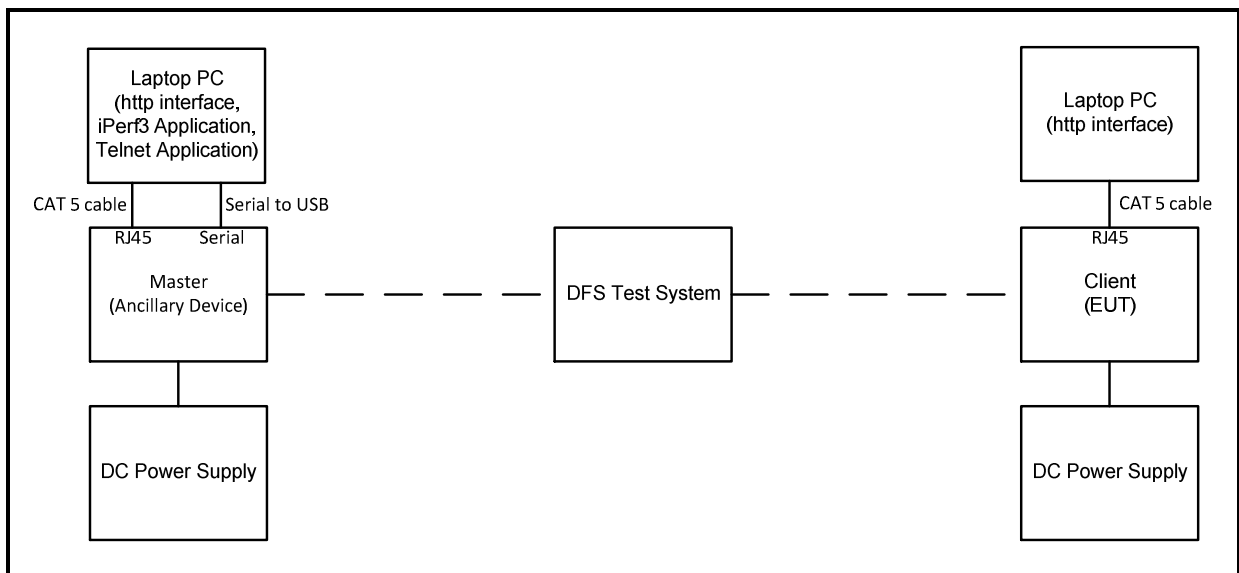 Laptop PC
(http interface,
iPerf3 Application,
Telnet Application)
CAT 5 cable
Serial to USB
RJ45
Serial
Master
(Ancillary Device)
DC Power Supply
DFS Test System
Laptop PC
(http interface)
CAT 5 cable
RJ45
Client
(EUT)
DC Power Supply